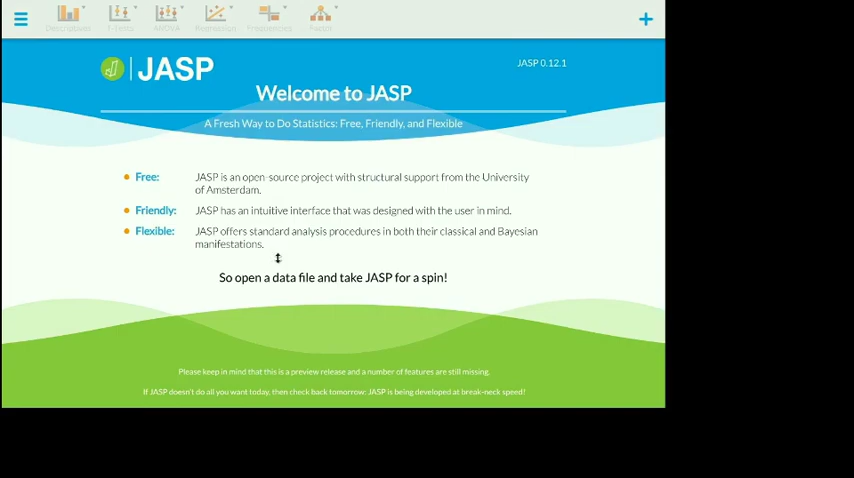 Descriptives T-Tests ANOVA Regression Frequencies Factor
JASP
JASP 0.12.1
Welcome to JASP
A Fresh Way to Do Statistics: Free, Friendly, and Flexible
Free: JASP is an open-source project with structural support from the University
of Amsterdam.
Friendly: JASP has an intuitive interface that was designed with the user in mind.
Flexible: JASP offers standard analysis procedures in both their classical and Bayesian
manifestations.
So open a data file and take JASP for a spin!
Please keep in mind that this is a preview release and a number of features are still missing.
If JASP doesn't do all you want today, then check back tomorrow: JASP is being developed at break-neck speed!